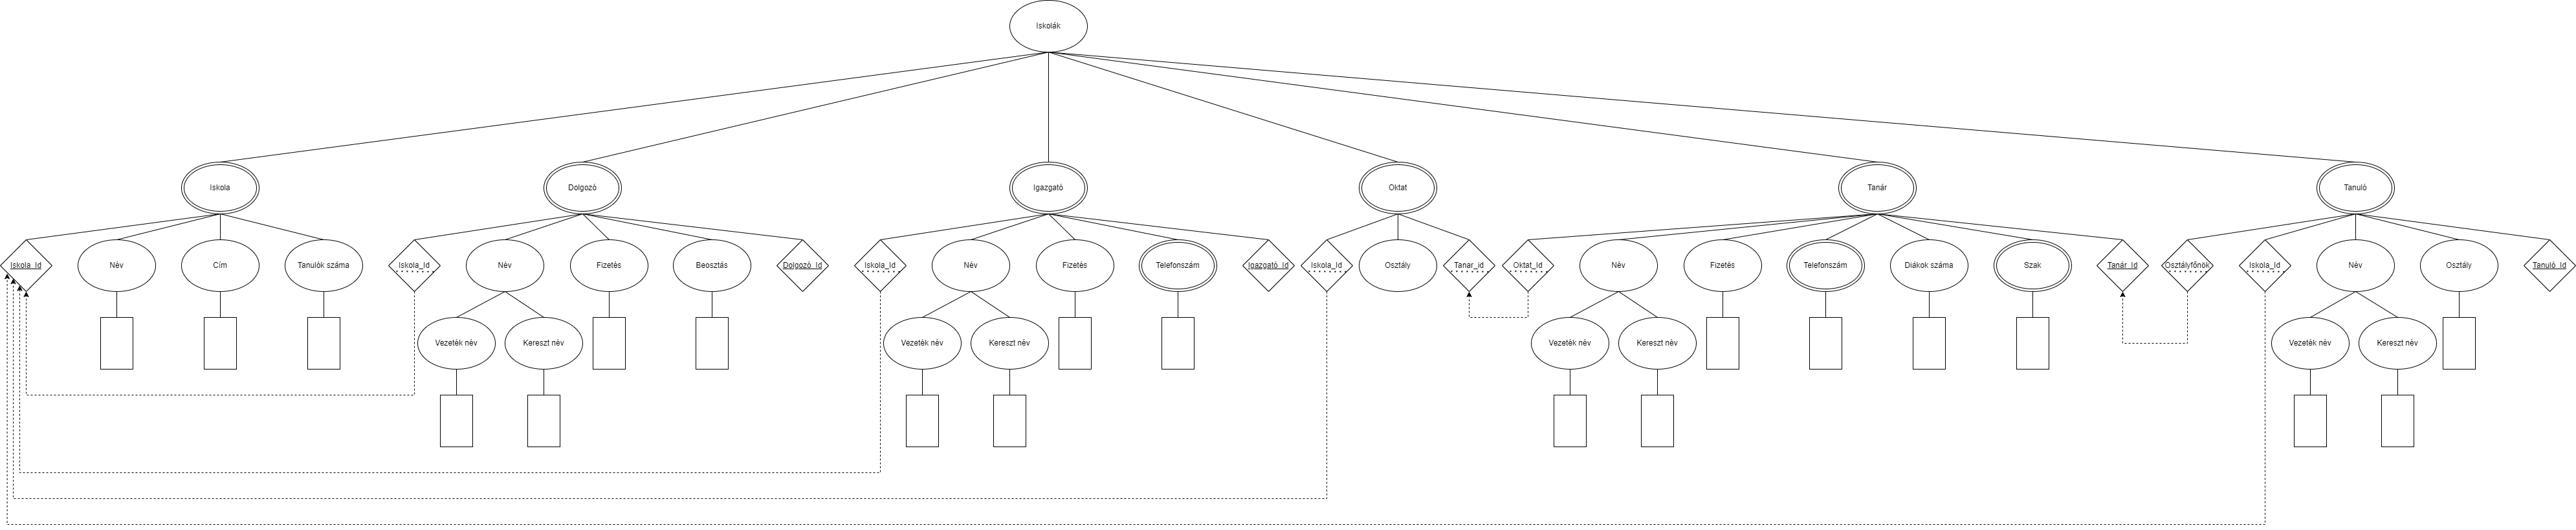 Iskolák
Iskola
Dolgozó
Igazgató
Oktat
Tanár
Tanuló
Iskola_Id
Név
Cím
Tanulók száma
Iskola_Id
Név
Fizetés
Beosztás
Dolgozó_Id
Iskola_Id
Név
Fizetés
Telefonszám
Igazgató_Id
Iskola_Id
Osztály
Tanar_id
Oktat_Id
Név
Fizetés
Telefonszám
Diákok száma
Szak
Tanár_Id
Osztályfőnök
Iskola_Id
Név
Osztály
Tanuló_Id
Vezeték név
Kereszt név
Vezeték név
Kereszt név
Vezeték név
Kereszt név
Vezeték név
Kereszt név